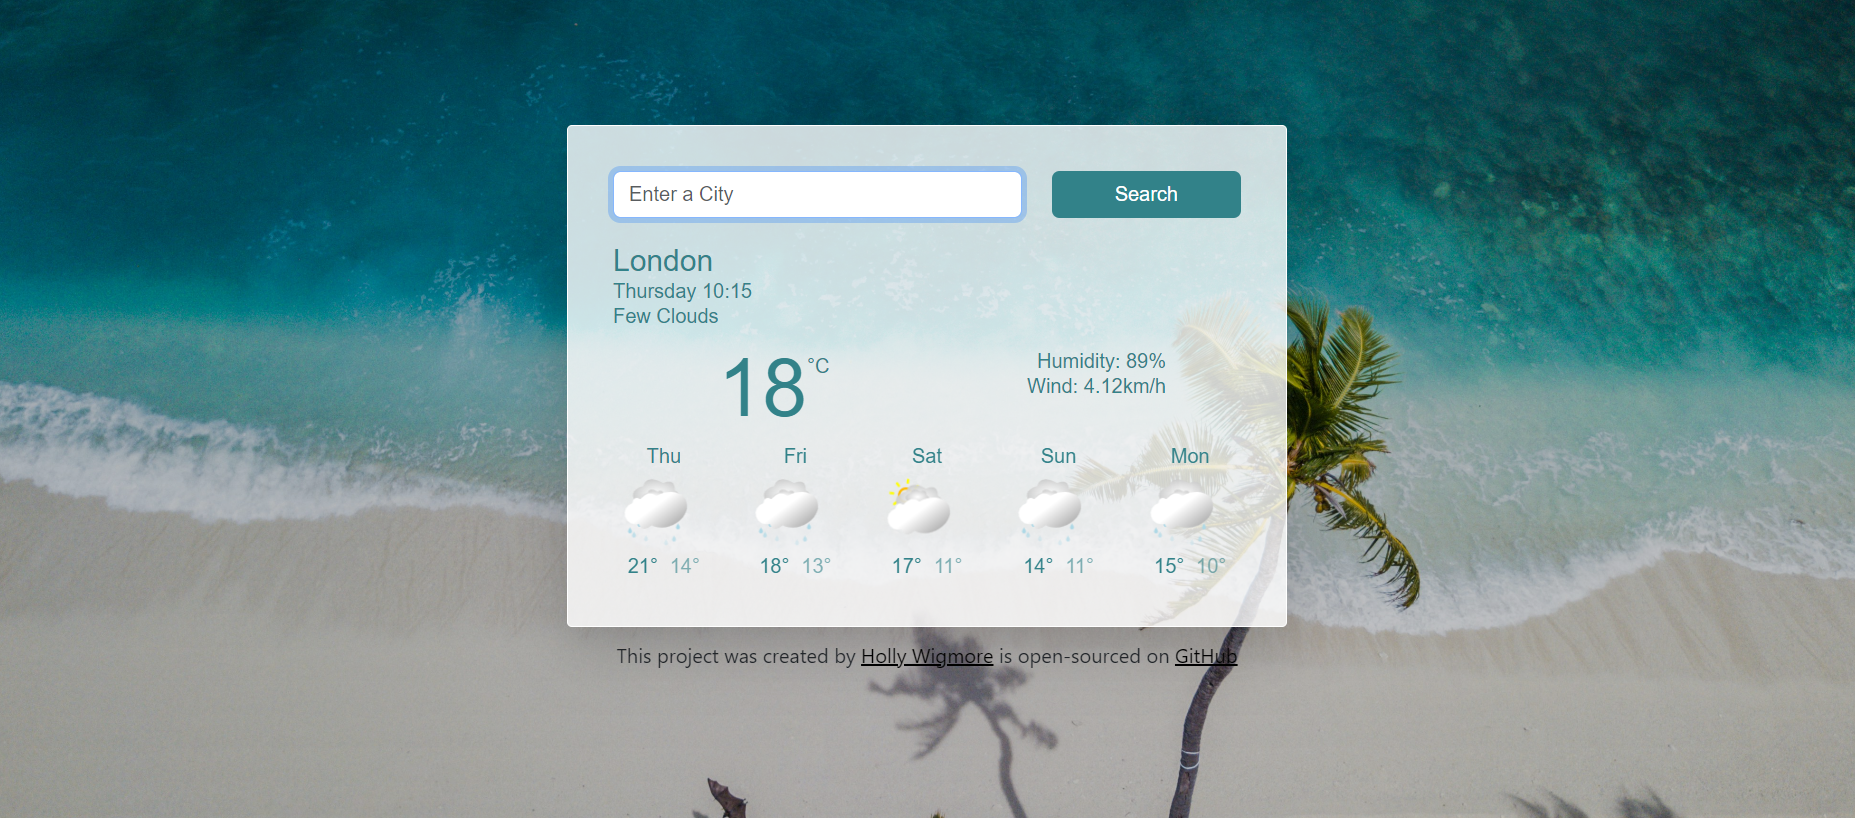 Enter a City
Search
London
Thursday 10:15
Few Clouds
18 °C
Humidity: 89%
Wind: 4.12km/h
Thu Fri Sat Sun Mon
21° 14° 18° 13° 17° 11° 14° 11° 15° 10°
This project was created by Holly Wigmore is open-sourced on GitHub